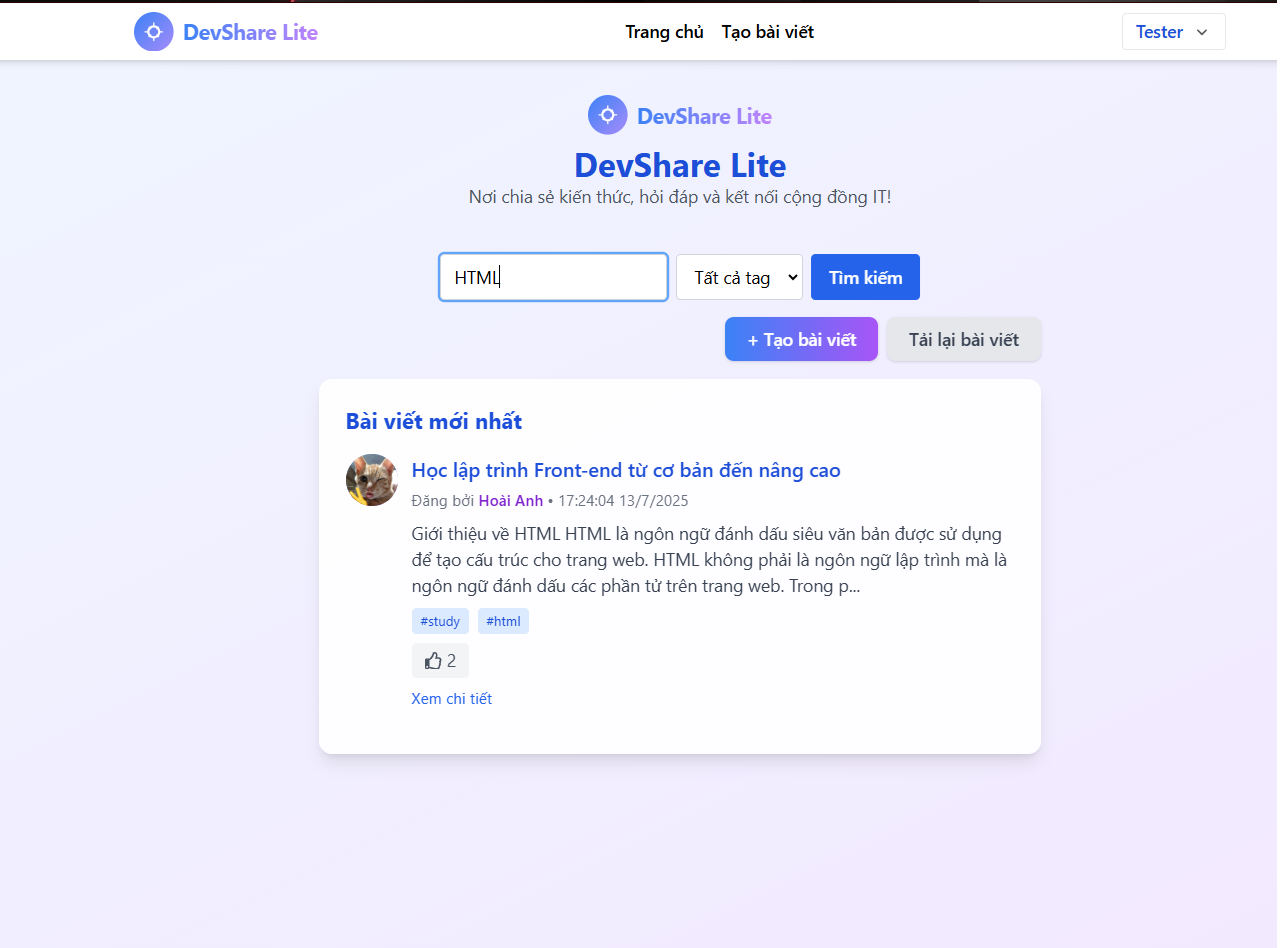 DevShare Lite
Trang chủ
Tạo bài viết
Tester
DevShare Lite
DevShare Lite
Nơi chia sẻ kiến thức, hỏi đáp và kết nối cộng đồng IT!
HTML
Tất cả tag
Tìm kiếm
+ Tạo bài viết
Tải lại bài viết
Bài viết mới nhất
Học lập trình Front-end từ cơ bản đến nâng cao
Đăng bởi Hoài Anh • 17:24:04 13/7/2025
Giới thiệu về HTML HTML là ngôn ngữ đánh dấu siêu văn bản được sử dụng
để tạo cấu trúc cho trang web. HTML không phải là ngôn ngữ lập trình mà là
ngôn ngữ đánh dấu các phần tử trên trang web. Trong p...
#study
#html
2
Xem chi tiết